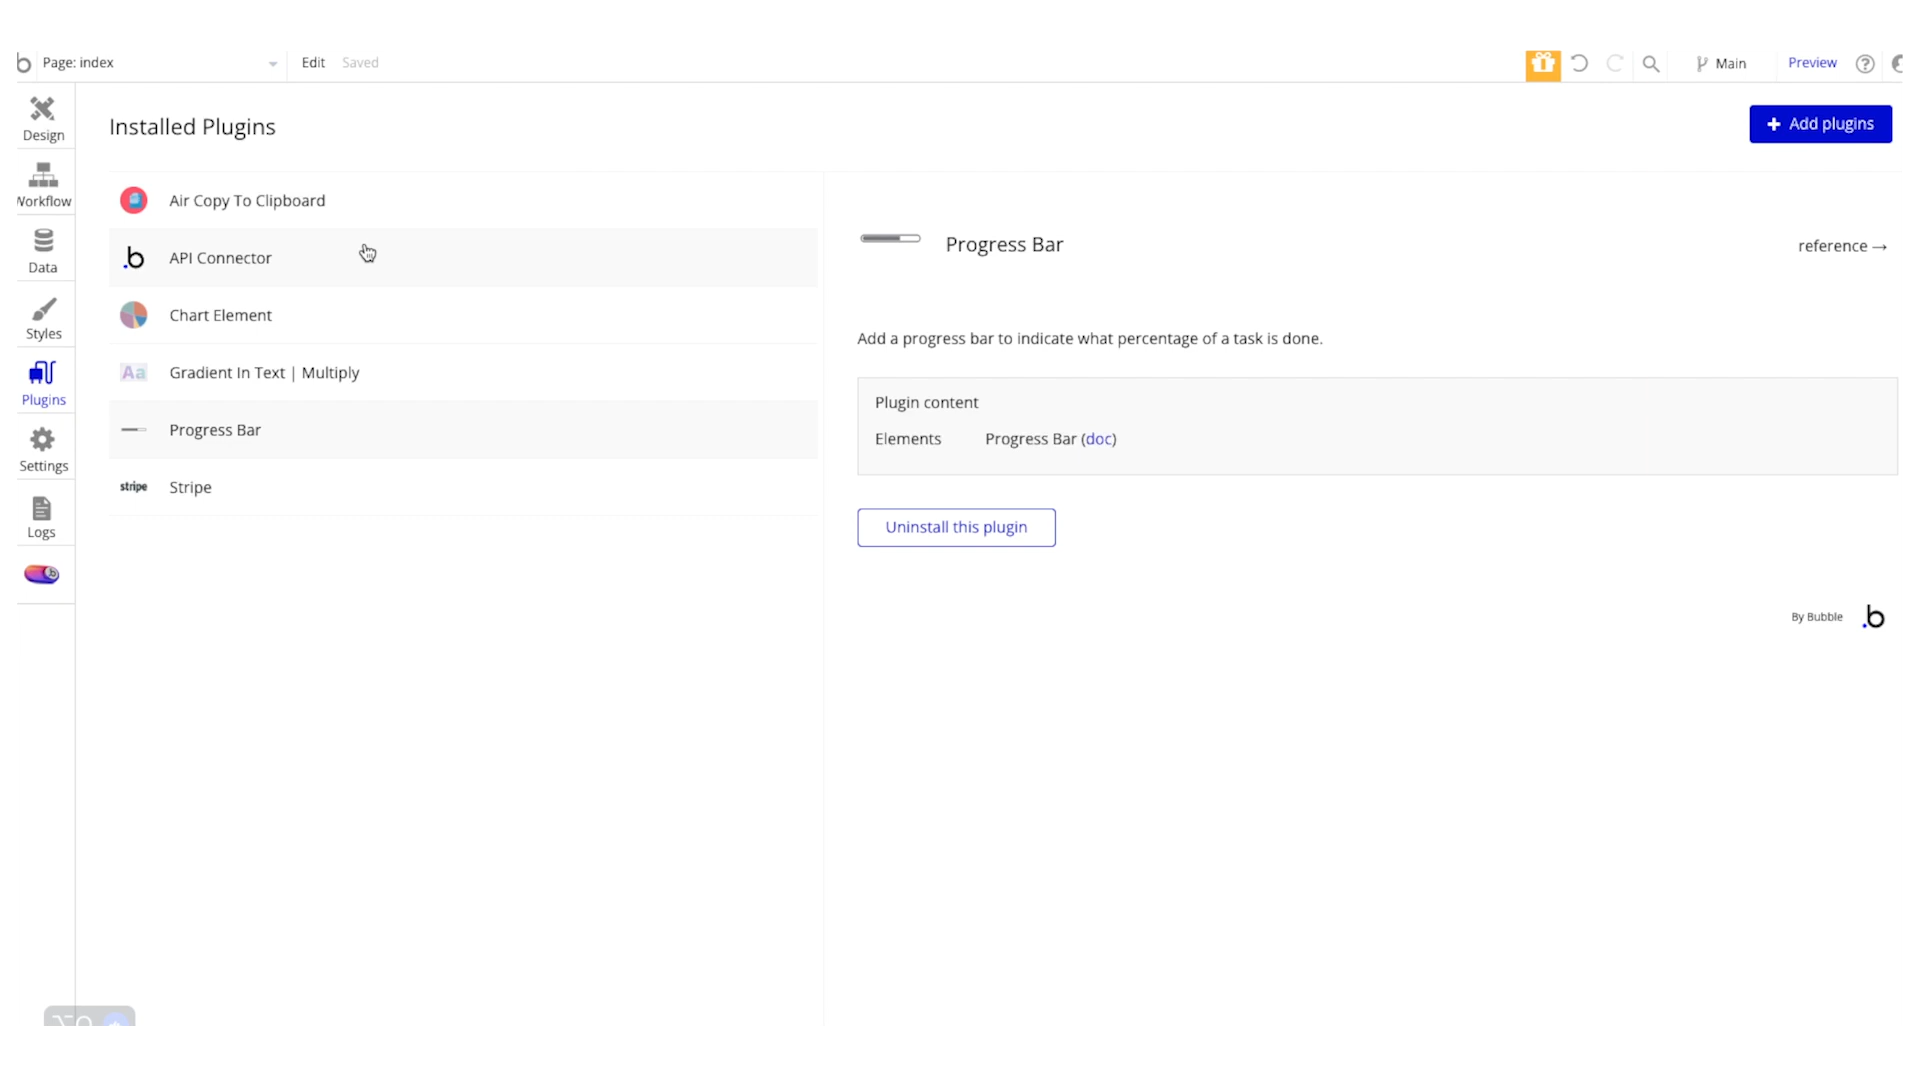 Page: index
Edit
Saved
Main
Preview
Design
Workflow
Data
Styles
Plugins
Settings
Logs
Installed Plugins
+ Add plugins
Air Copy To Clipboard
.b API Connector
Chart Element
Aa Gradient In Text | Multiply
Progress Bar
stripe Stripe
Progress Bar
reference →
Add a progress bar to indicate what percentage of a task is done.
Plugin content
Elements Progress Bar (doc)
Uninstall this plugin
By Bubble .b